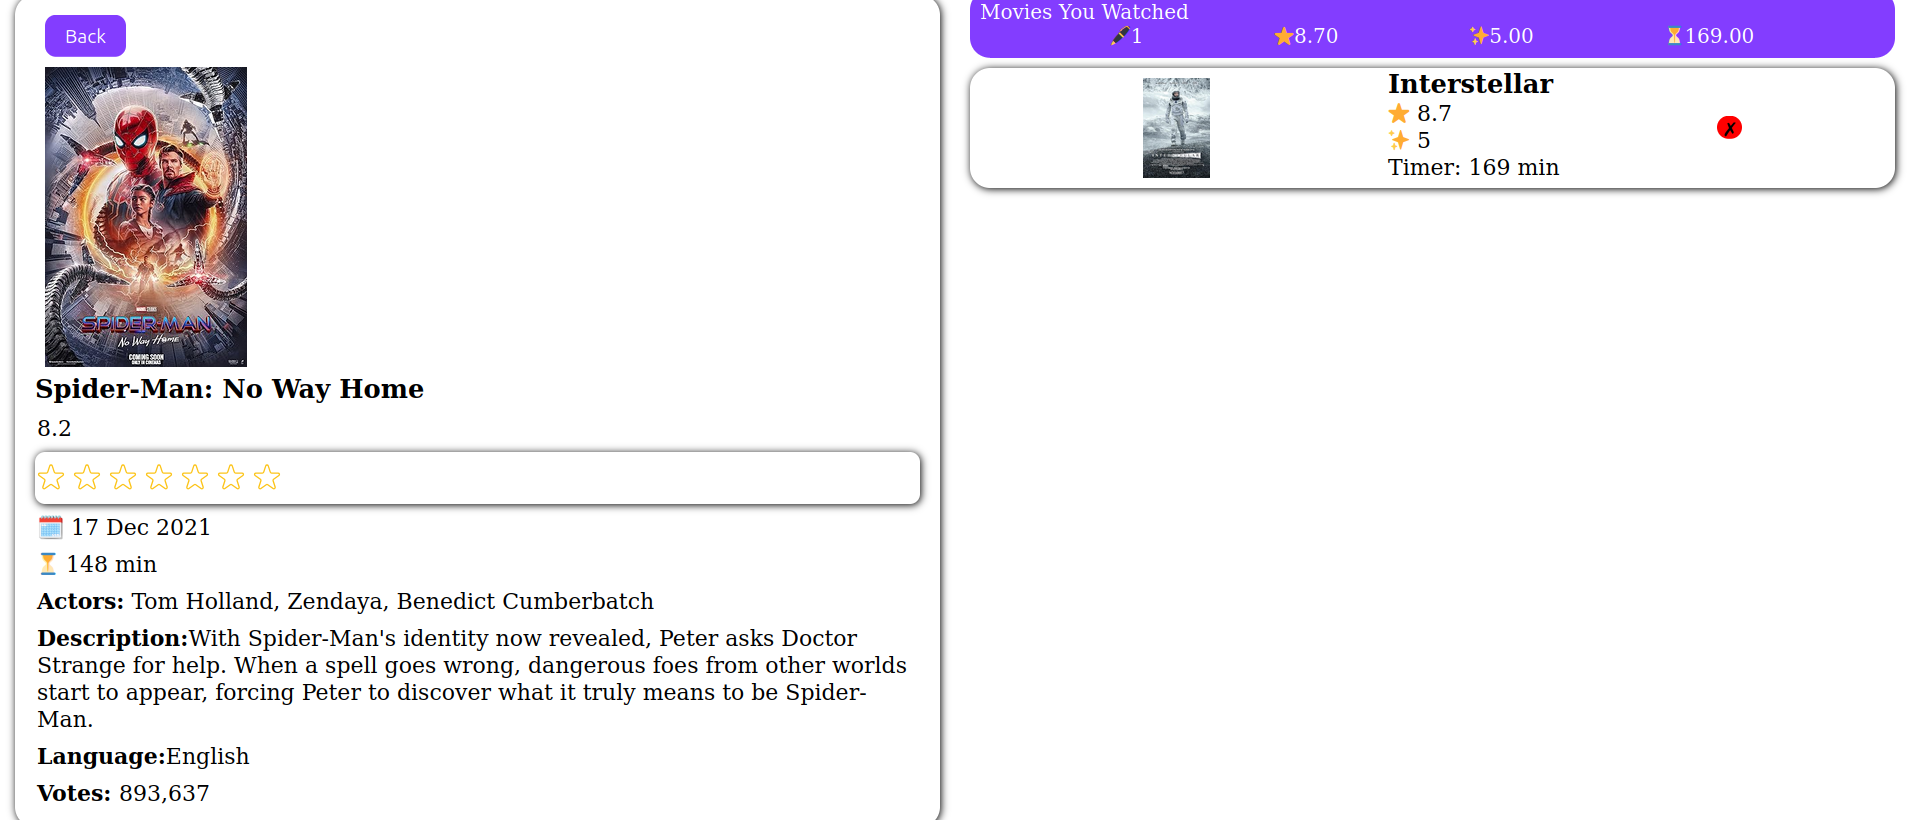 Back
SPIDER-MAN
No Way Home
COMING SOON
ONLY IN CINEMAS
Spider-Man: No Way Home
8.2
17 Dec 2021
148 min
Actors: Tom Holland, Zendaya, Benedict Cumberbatch
Description:With Spider-Man's identity now revealed, Peter asks Doctor
Strange for help. When a spell goes wrong, dangerous foes from other worlds
start to appear, forcing Peter to discover what it truly means to be Spider-
Man.
Language:English
Votes: 893,637
Movies You Watched
1 8.70 5.00 169.00
INTERSTELLAR
Interstellar
8.7
5
Timer: 169 min